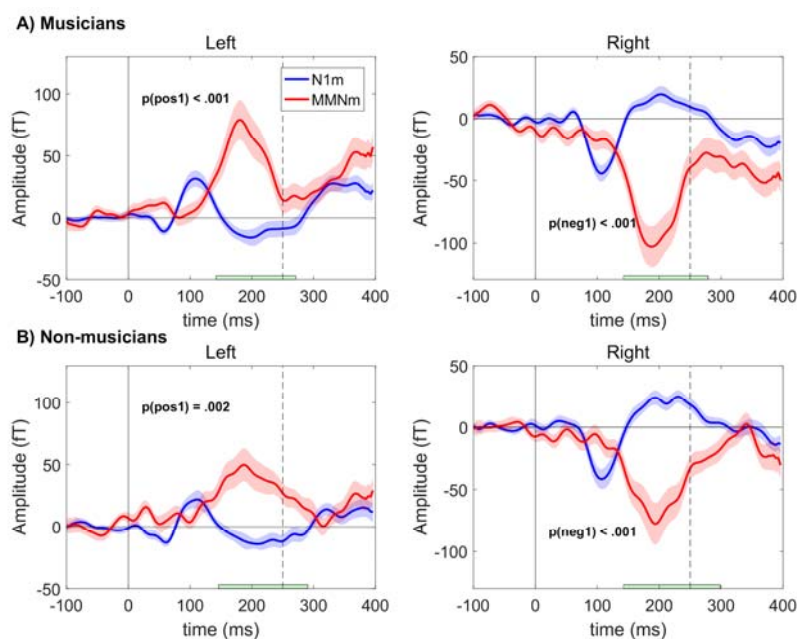 A) Musicians
Left
Right
p(pos1) < .001
N1m
MMNm
Amplitude (fT)
100
50
0
-50
-100 0 100 200 300 400
time (ms)
Amplitude (fT)
50
0
-50
-100
p(neg1) < .001
-100 0 100 200 300 400
time (ms)
B) Non-musicians
Left
Right
p(pos1) = .002
Amplitude (fT)
100
50
0
-50
-100 0 100 200 300 400
time (ms)
Amplitude (fT)
50
0
-50
-100
p(neg1) < .001
-100 0 100 200 300 400
time (ms)